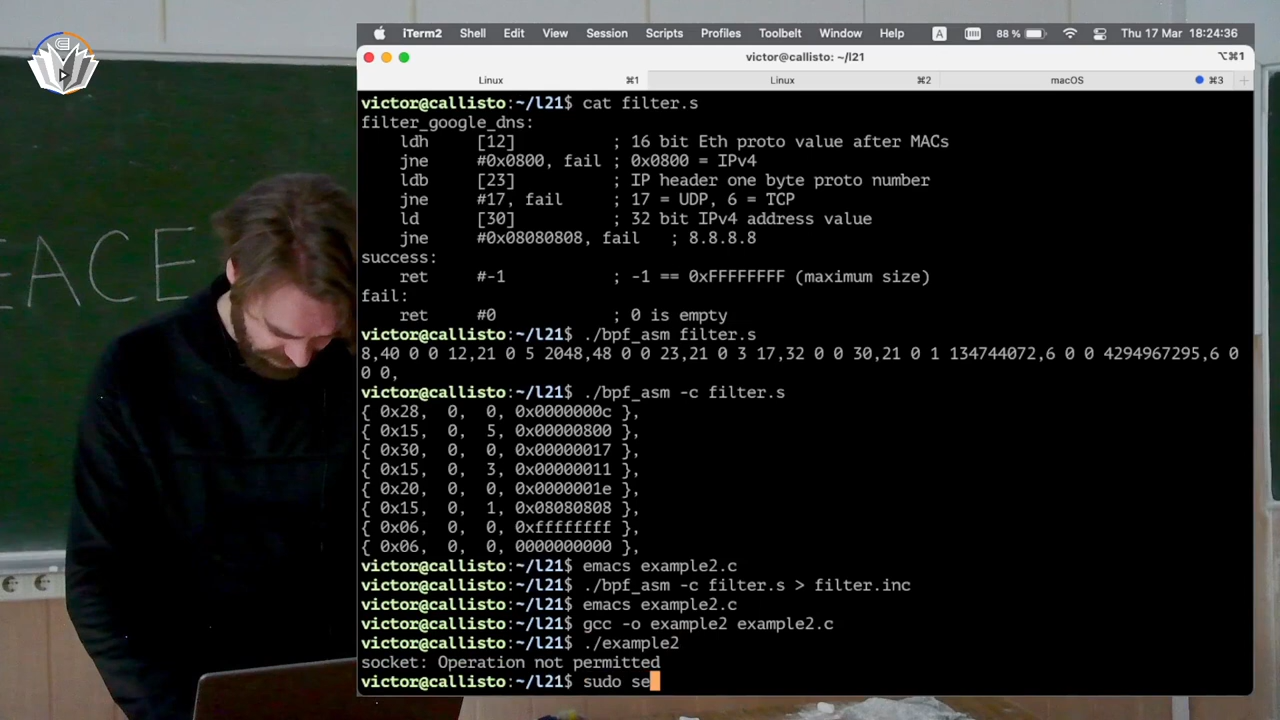 iTerm2 Shell Edit View Session Scripts Profiles Toolbelt Window Help A 88 % Thu 17 Mar 18:24:36
victor@callisto: ~/l21 ⌥⌘1
Linux ⌘1 Linux ⌘2 macOS ⌘3
victor@callisto:~/l21$ cat filter.s
filter_google_dns:
ldh [12] ; 16 bit Eth proto value after MACs
jne #0x0800, fail ; 0x0800 = IPv4
ldb [23] ; IP header one byte proto number
jne #17, fail ; 17 = UDP, 6 = TCP
ld [30] ; 32 bit IPv4 address value
jne #0x08080808, fail ; 8.8.8.8
success:
ret #-1 ; -1 == 0xFFFFFFFF (maximum size)
fail:
ret #0 ; 0 is empty
victor@callisto:~/l21$ ./bpf_asm filter.s
8,40 0 0 12,21 0 5 2048,48 0 0 23,21 0 3 17,32 0 0 30,21 0 1 134744072,6 0 0 4294967295,6 0
0 0,
victor@callisto:~/l21$ ./bpf_asm -c filter.s
{ 0x28, 0, 0, 0x0000000c },
{ 0x15, 0, 5, 0x00000800 },
{ 0x30, 0, 0, 0x00000017 },
{ 0x15, 0, 3, 0x00000011 },
{ 0x20, 0, 0, 0x0000001e },
{ 0x15, 0, 1, 0x08080808 },
{ 0x06, 0, 0, 0xffffffff },
{ 0x06, 0, 0, 0000000000 },
victor@callisto:~/l21$ emacs example2.c
victor@callisto:~/l21$ ./bpf_asm -c filter.s > filter.inc
victor@callisto:~/l21$ emacs example2.c
victor@callisto:~/l21$ gcc -o example2 example2.c
victor@callisto:~/l21$ ./example2
socket: Operation not permitted
victor@callisto:~/l21$ sudo se
EACE